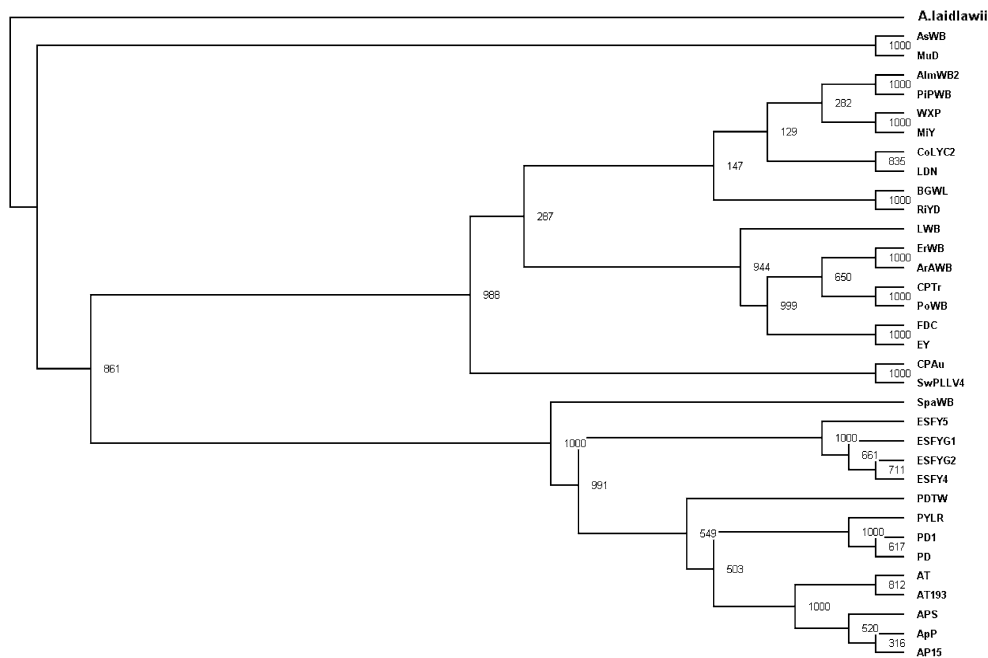 A.laidlawii
AsWB
1000
MuD
AlmWB2
1000
PiPWB
282
WXP
129
1000
MiY
CoLYC2
835
147
LDN
BGWL
1000
RiYD
287
LWB
ErWB
1000
944
ArAWB
650
CPTr
988
1000
999
PoWB
FDC
1000
EY
861
CPAu
1000
SwPLLV4
SpaWB
ESFY5
1000
1000
ESFYG1
661
ESFYG2
711
991
ESFY4
PDTW
PYLR
549
1000
PD1
617
PD
503
AT
812
AT193
1000
APS
520
ApP
316
AP15